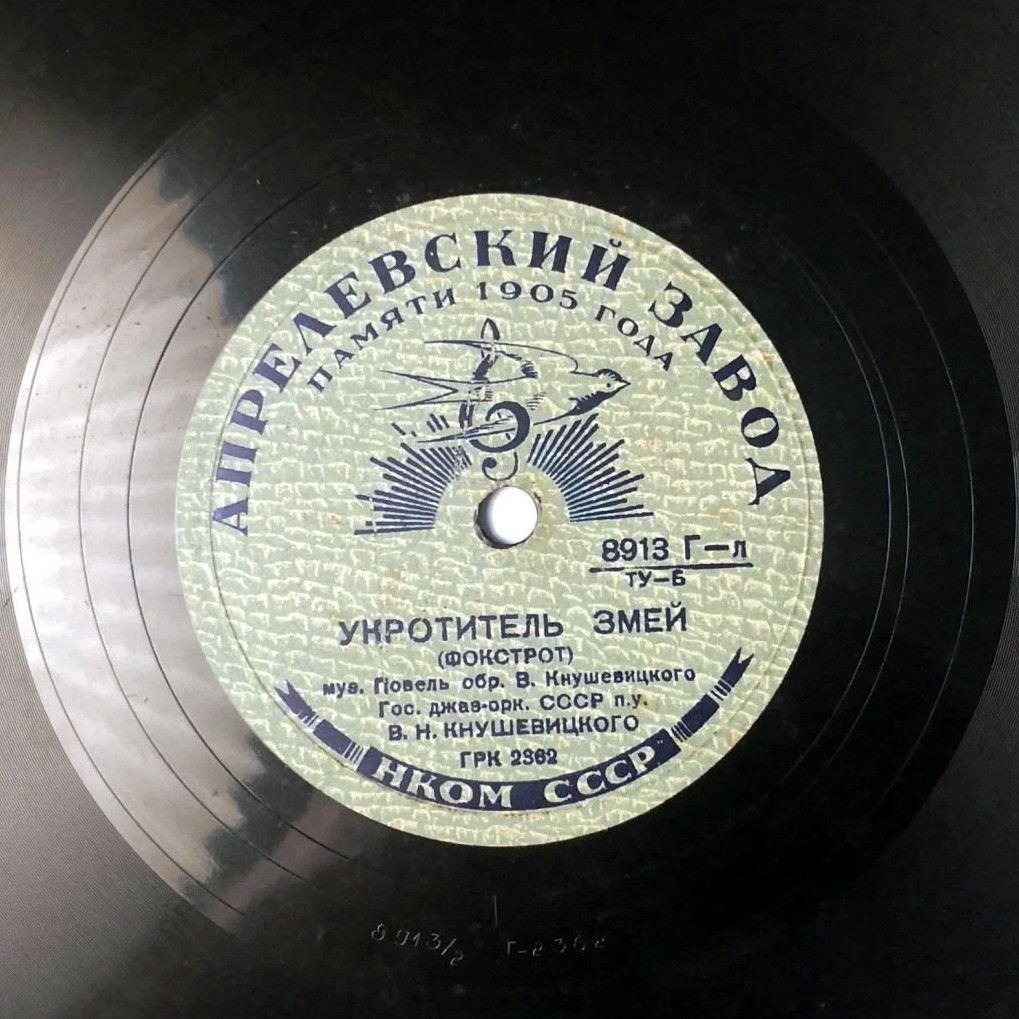 АПРЕЛЕВСКИЙ ЗАВОД
ПАМЯТИ 1905 ГОДА
8913 Г—л
ТУ—Б
УКРОТИТЕЛЬ ЗМЕЙ
(ФОКСТРОТ)
муз. Повель обр. В. Кнушевицкого
Гос. джаз-орк. СССР п.у.
В. Н. КНУШЕВИЦКОГО
ГРК 2362
НКОМ СССР
8913/2 Г-2362